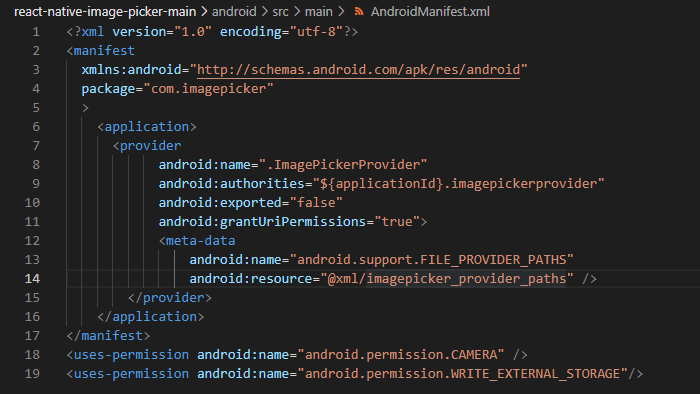 react-native-image-picker-main > android > src > main > AndroidManifest.xml
1 <?xml version="1.0" encoding="utf-8"?>
2 <manifest
3 xmlns:android="http://schemas.android.com/apk/res/android"
4 package="com.imagepicker"
5 >
6 <application>
7 <provider
8 android:name=".ImagePickerProvider"
9 android:authorities="${applicationId}.imagepickerprovider"
10 android:exported="false"
11 android:grantUriPermissions="true">
12 <meta-data
13 android:name="android.support.FILE_PROVIDER_PATHS"
14 android:resource="@xml/imagepicker_provider_paths" />
15 </provider>
16 </application>
17 </manifest>
18 <uses-permission android:name="android.permission.CAMERA" />
19 <uses-permission android:name="android.permission.WRITE_EXTERNAL_STORAGE"/>